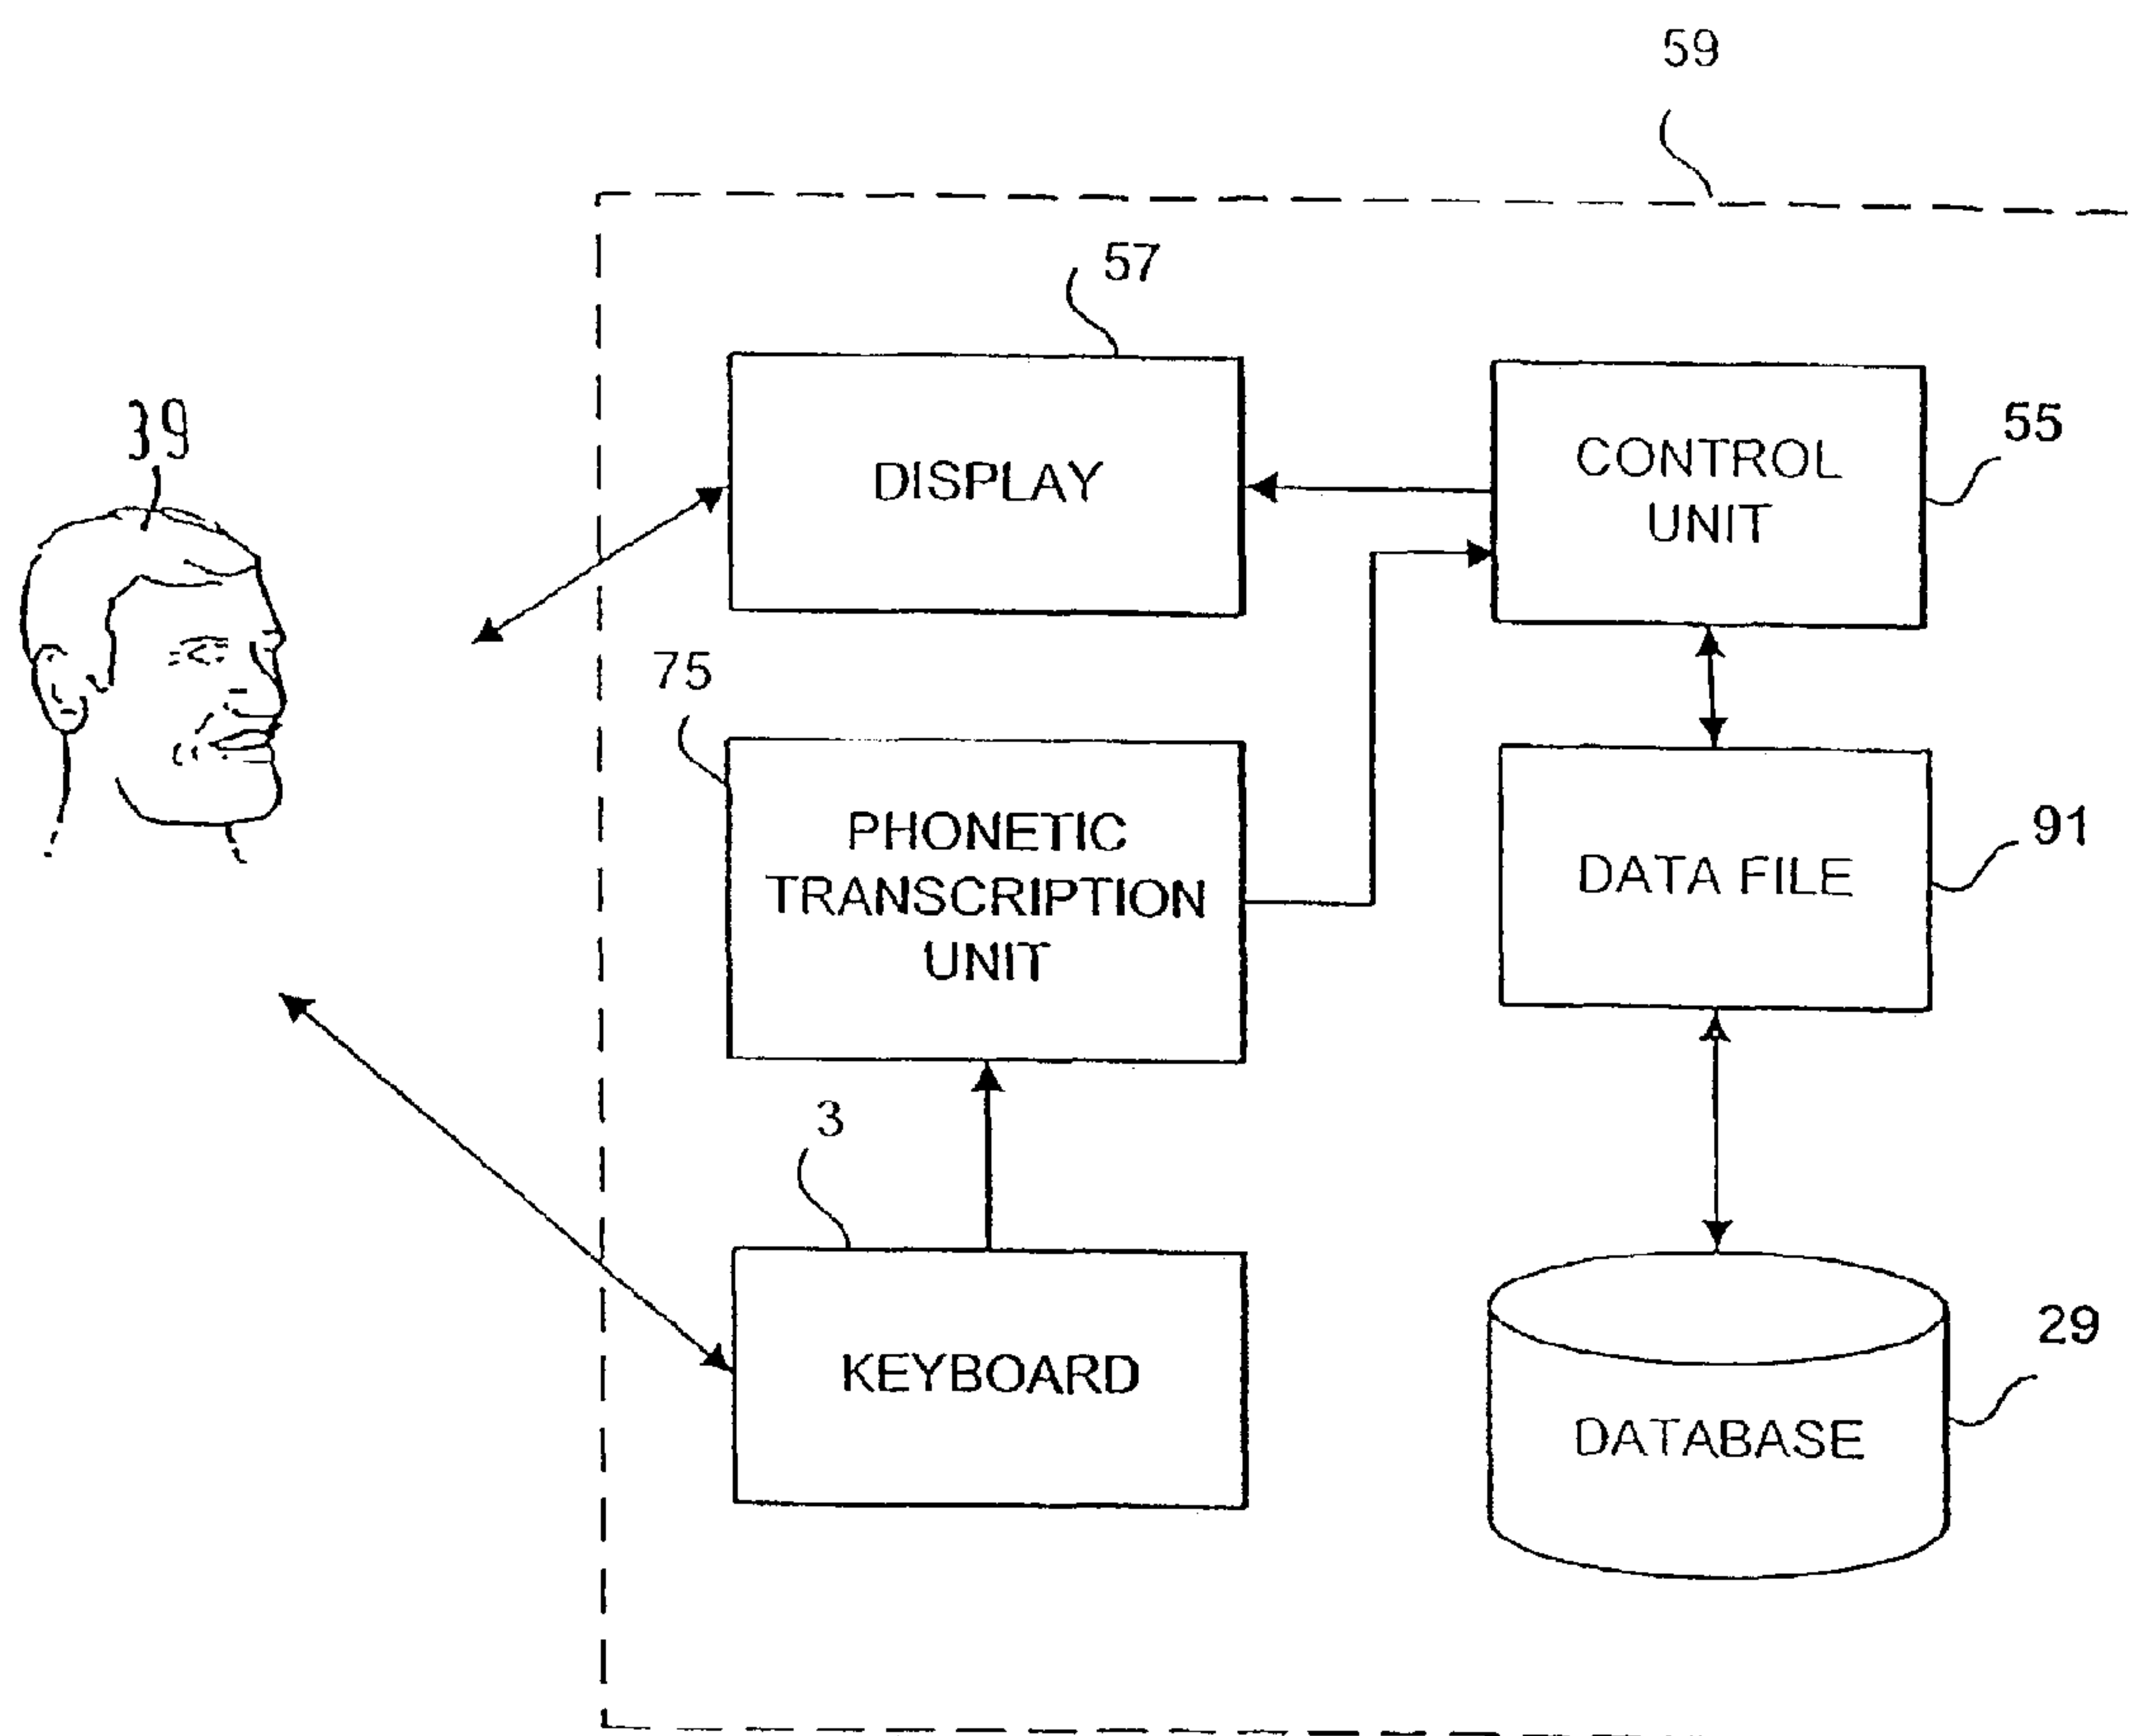 59
57
DISPLAY
CONTROL
UNIT
55
39
75
PHONETIC
TRANSCRIPTION
UNIT
DATA FILE
91
3
KEYBOARD
DATABASE
29